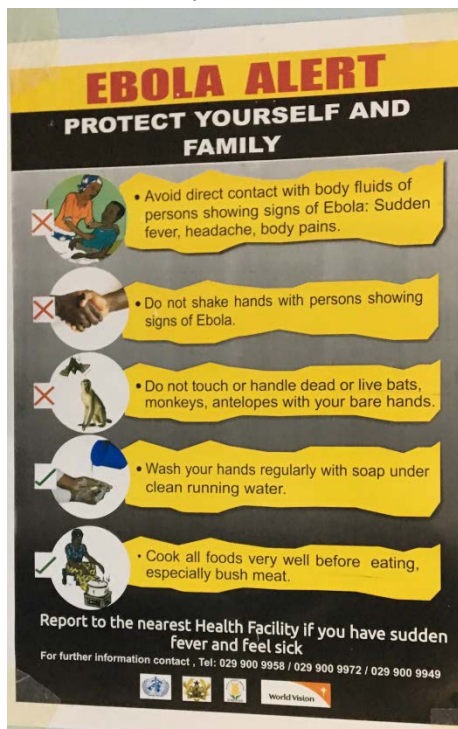 EBOLA ALERT
PROTECT YOURSELF AND
FAMILY
• Avoid direct contact with body fluids of
persons showing signs of Ebola: Sudden
fever, headache, body pains.
• Do not shake hands with persons showing
signs of Ebola.
• Do not touch or handle dead or live bats,
monkeys, antelopes with your bare hands.
• Wash your hands regularly with soap under
clean running water.
• Cook all foods very well before eating,
especially bush meat.
Report to the nearest Health Facility if you have sudden
fever and feel sick
For further information contact , Tel: 029 900 9958 / 029 900 9972 / 029 900 9949
World Vision